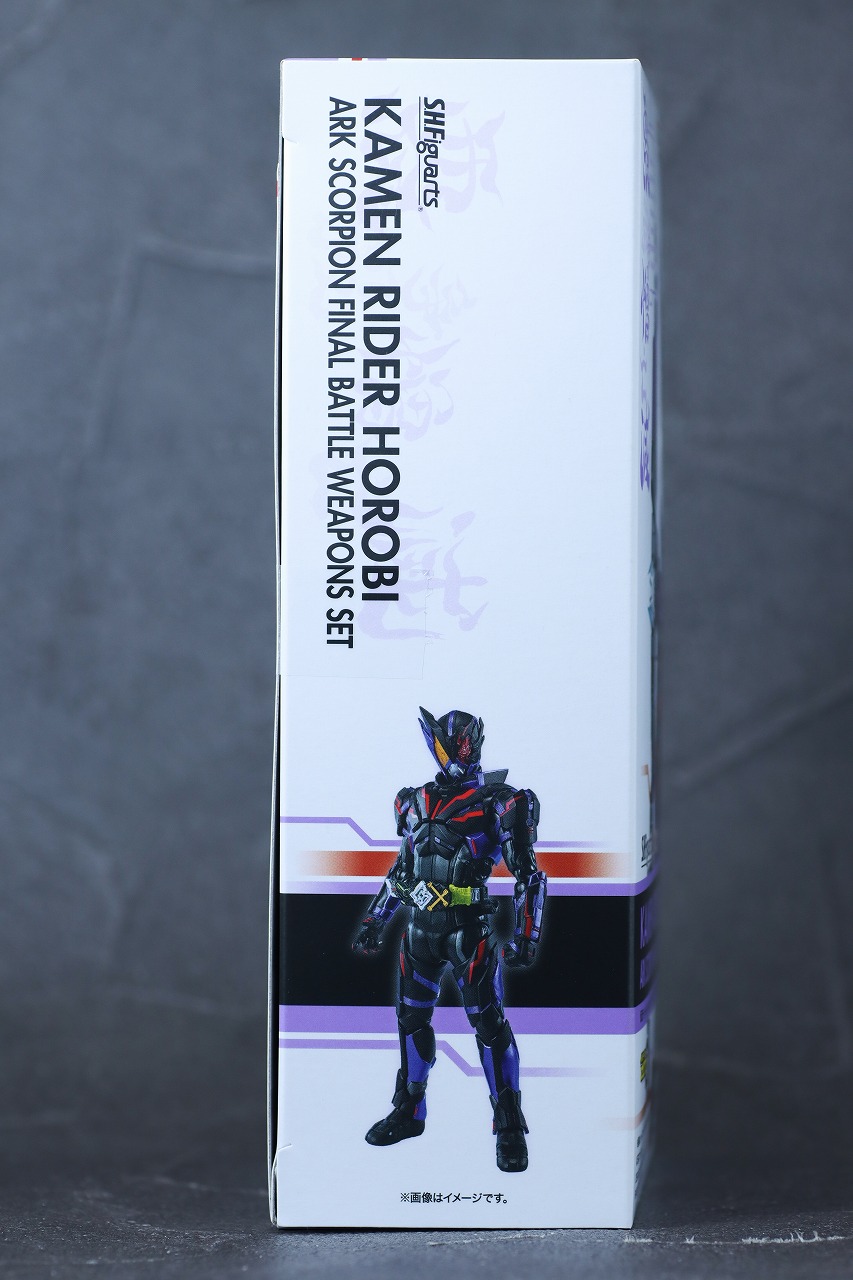 S.H.Figuarts
KAMEN RIDER HOROBI
ARK SCORPION FINAL BATTLE WEAPONS SET
※画像はイメージです。